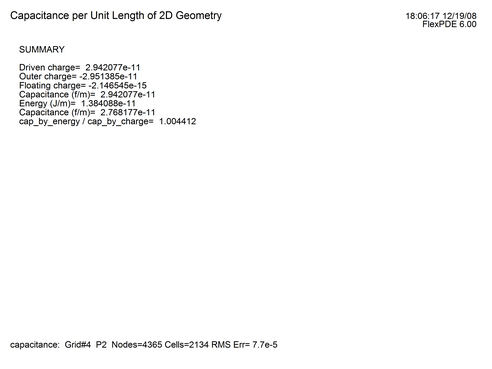 Capacitance per Unit Length of 2D Geometry
18:06:17 12/19/08
FlexPDE 6.00
SUMMARY
Driven charge= 2.942077e-11
Outer charge= -2.951385e-11
Floating charge= -2.146545e-15
Capacitance (f/m)= 2.942077e-11
Energy (J/m)= 1.384088e-11
Capacitance (f/m)= 2.768177e-11
cap_by_energy / cap_by_charge= 1.004412
capacitance: Grid#4 P2 Nodes=4365 Cells=2134 RMS Err= 7.7e-5